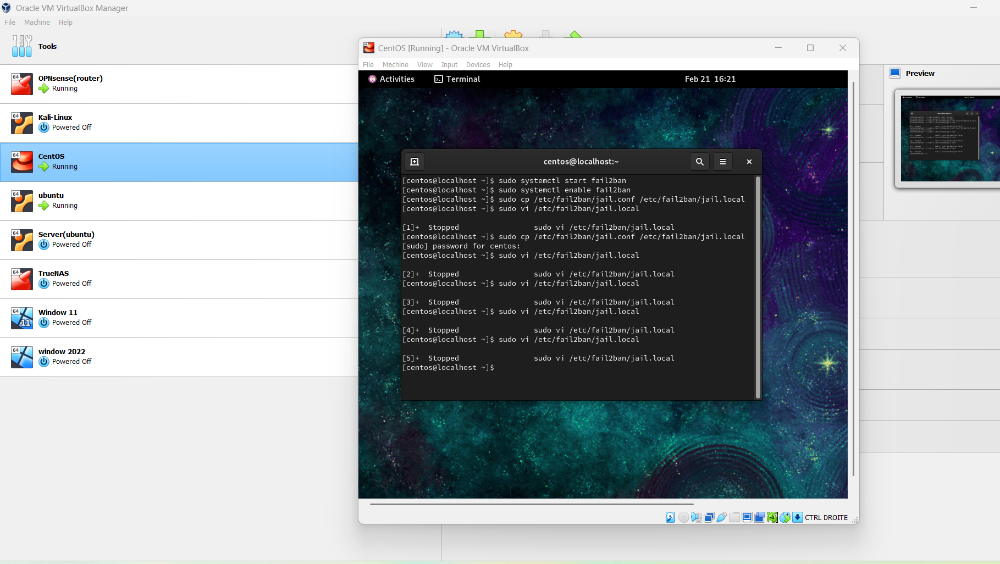 Oracle VM VirtualBox Manager
File Machine Help
Tools
64
OPNsense(router)
Running
64
Kali-Linux
Powered Off
64
CentOS
Running
64
ubuntu
Running
64
Server(ubuntu)
Powered Off
64
TrueNAS
Powered Off
64
11
Window 11
Powered Off
64
window 2022
Powered Off
CentOS [Running] - Oracle VM VirtualBox
File Machine View Input Devices Help
Activities Terminal Feb 21 16:21
centos@localhost:~
[centos@localhost ~]$ sudo systemctl start fail2ban
[centos@localhost ~]$ sudo systemctl enable fail2ban
[centos@localhost ~]$ sudo cp /etc/fail2ban/jail.conf /etc/fail2ban/jail.local
[centos@localhost ~]$ sudo vi /etc/fail2ban/jail.local
[1]+  Stopped                 sudo vi /etc/fail2ban/jail.local
[centos@localhost ~]$ sudo cp /etc/fail2ban/jail.conf /etc/fail2ban/jail.local
[sudo] password for centos:
[centos@localhost ~]$ sudo vi /etc/fail2ban/jail.local
[2]+  Stopped                 sudo vi /etc/fail2ban/jail.local
[centos@localhost ~]$ sudo vi /etc/fail2ban/jail.local
[3]+  Stopped                 sudo vi /etc/fail2ban/jail.local
[centos@localhost ~]$ sudo vi /etc/fail2ban/jail.local
[4]+  Stopped                 sudo vi /etc/fail2ban/jail.local
[centos@localhost ~]$ sudo vi /etc/fail2ban/jail.local
[5]+  Stopped                 sudo vi /etc/fail2ban/jail.local
[centos@localhost ~]$
CTRL DROITE
Preview